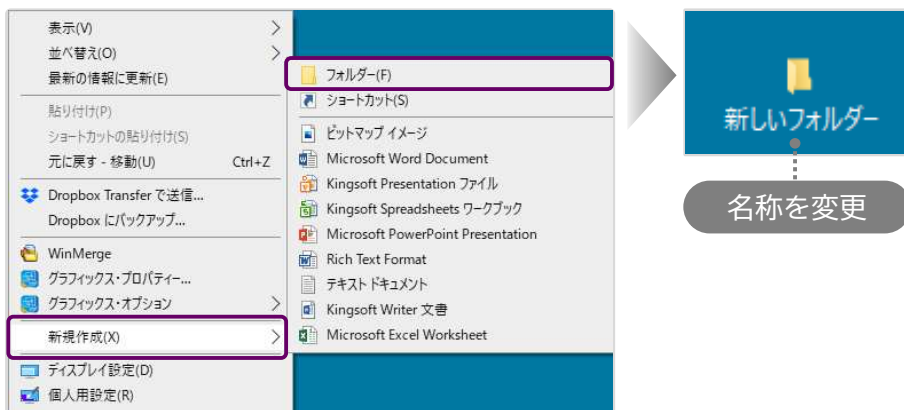 表示(V)
並べ替え(O)
最新の情報に更新(E)
貼り付け(P)
ショートカットの貼り付け(S)
元に戻す - 移動(U) Ctrl+Z
Dropbox Transfer で送信...
Dropbox にバックアップ...
WinMerge
グラフィックス・プロパティー...
グラフィックス・オプション
新規作成(X)
ディスプレイ設定(D)
個人用設定(R)
フォルダー(F)
ショートカット(S)
ビットマップ イメージ
Microsoft Word Document
Kingsoft Presentation ファイル
Kingsoft Spreadsheets ワークブック
Microsoft PowerPoint Presentation
Rich Text Format
テキスト ドキュメント
Kingsoft Writer 文書
Microsoft Excel Worksheet
新しいフォルダー
名称を変更